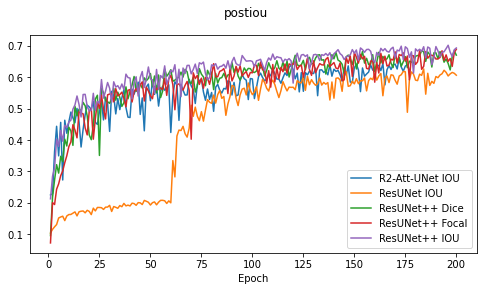 postiou
0.7
0.6
0.5
0.4
0.3
0.2
0.1
R2-Att-UNet IOU
ResUNet IOU
ResUNet++ Dice
ResUNet++ Focal
ResUNet++ IOU
0 25 50 75 100 125 150 175 200
Epoch